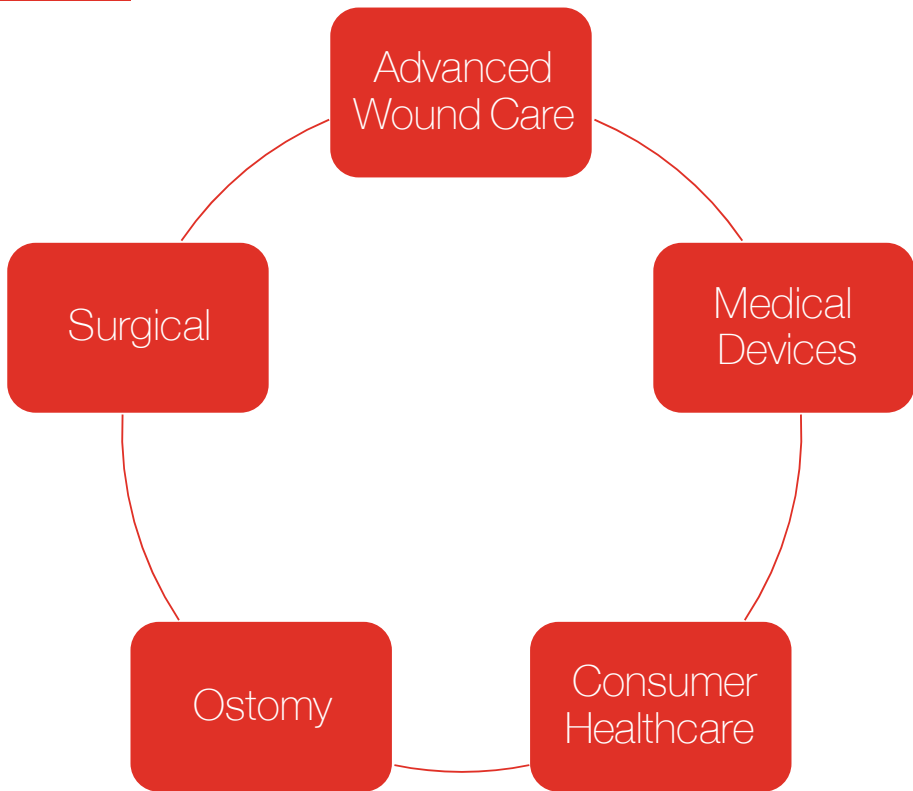 Advanced
Wound Care
Surgical
Medical
Devices
Ostomy
Consumer
Healthcare